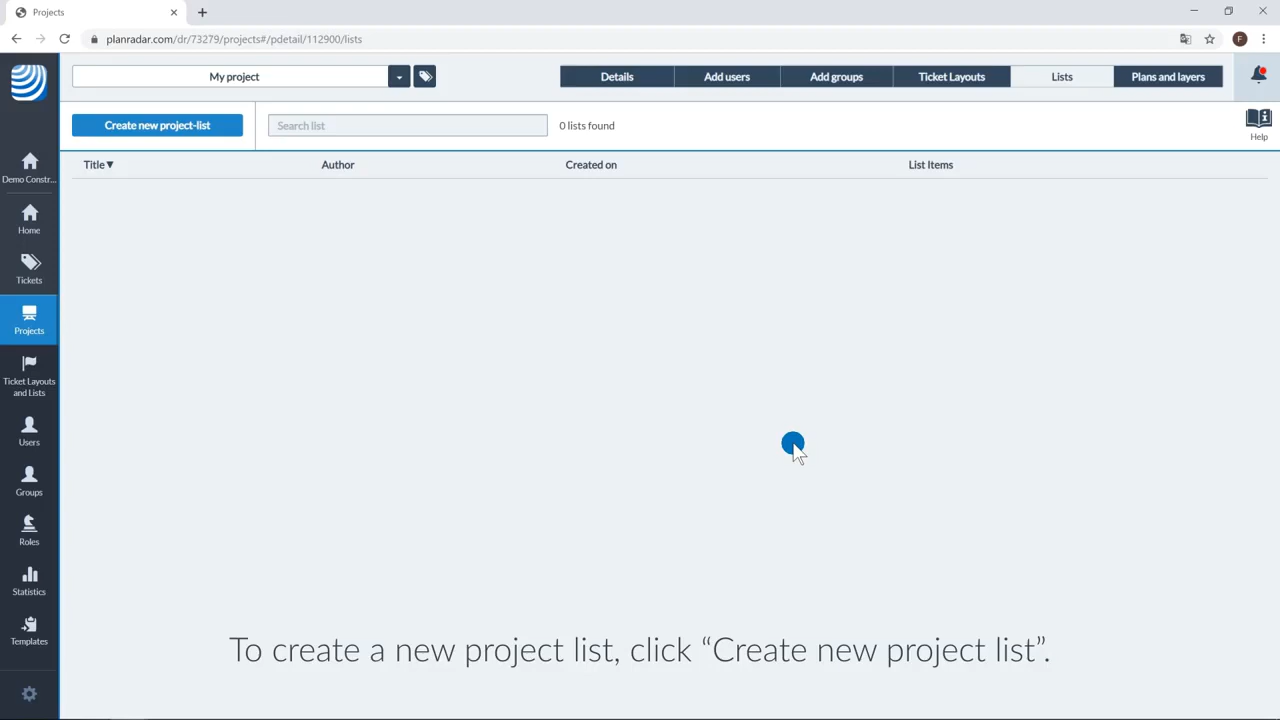 Projects
planradar.com/dr/73279/projects#/pdetail/112900/lists
F
My project
Details
Add users
Add groups
Ticket Layouts
Lists
Plans and layers
Create new project-list
Search list
0 lists found
Help
Title▼
Author
Created on
List Items
Demo Constr...
Home
Tickets
Projects
Ticket Layouts
and Lists
Users
Groups
Roles
Statistics
Templates
To create a new project list, click “Create new project list”.